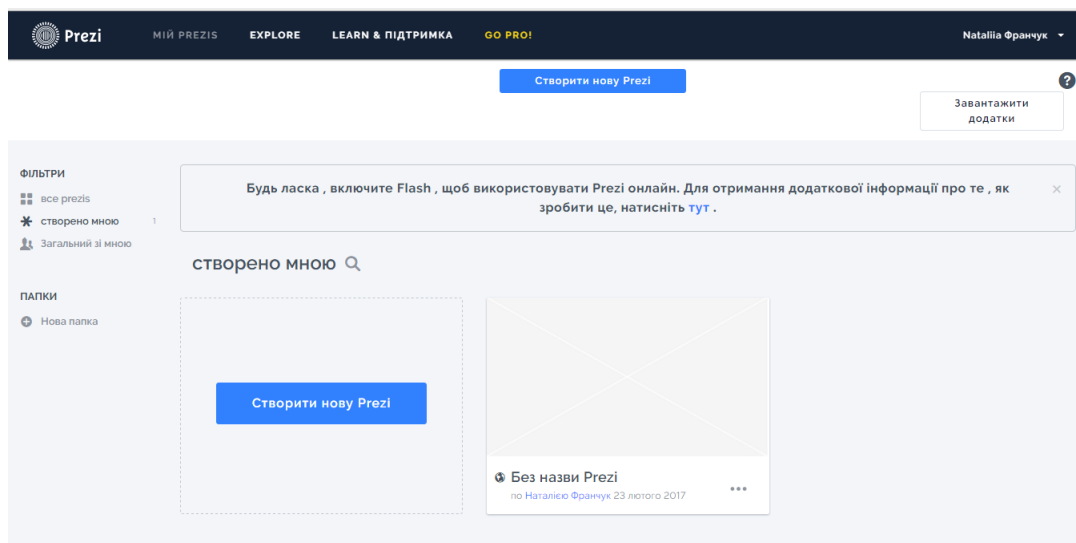 Prezi
МІЙ PREZIS
EXPLORE
LEARN & ПІДТРИМКА
GO PRO!
Nataliia Франчук
Створити нову Prezi
?
Завантажити
додатки
ФІЛЬТРИ
все prezis
створено мною 1
Загальний зі мною
ПАПКИ
Нова папка
Будь ласка , включите Flash , щоб використовувати Prezi онлайн. Для отримання додаткової інформації про те , як
зробити це, натисніть тут .
створено мною
Створити нову Prezi
Без назви Prezi
по Наталією Франчук 23 лютого 2017